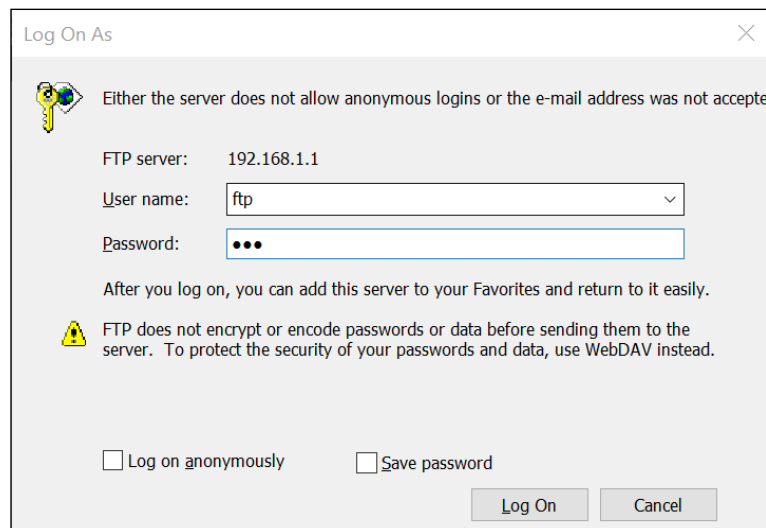 Log On As
Either the server does not allow anonymous logins or the e-mail address was not accepte
FTP server: 192.168.1.1
User name: ftp
Password: ●●●
After you log on, you can add this server to your Favorites and return to it easily.
FTP does not encrypt or encode passwords or data before sending them to the
server. To protect the security of your passwords and data, use WebDAV instead.
Log on anonymously Save password
Log On Cancel